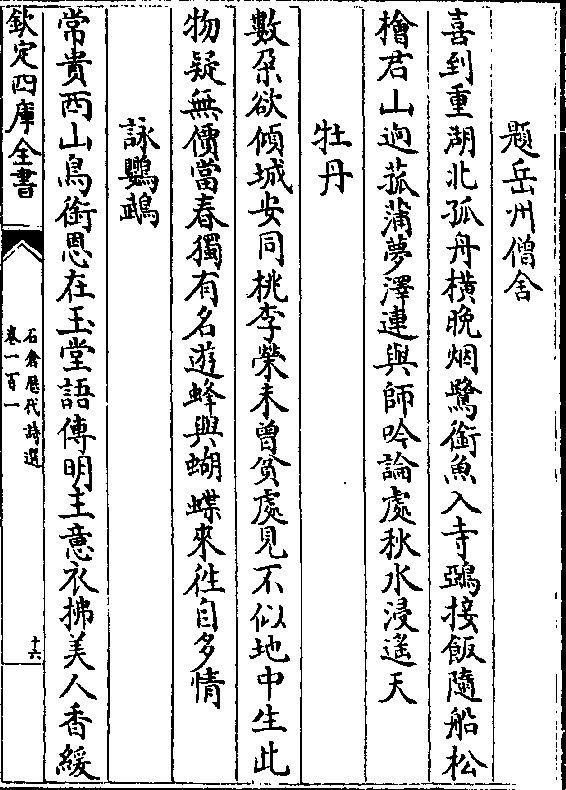 題岳州僧舍
喜到重湖北孤舟橫晚烟鷺銜魚入寺鴉接飯隨船松
檜君山逈菰蒲夢澤連與師吟論處秋水浸遙天
牡丹
數朶欲傾城安同桃李榮未曾貧處見不似地中生此
物疑無價當春獨有名遊蜂與蝴蝶來往自多情
詠鸚鵡
常貴西山鳥銜恩在玉堂語傳明主意衣拂美人香緩
欽定四庫全書
石倉歷代詩選
卷一百一
十六